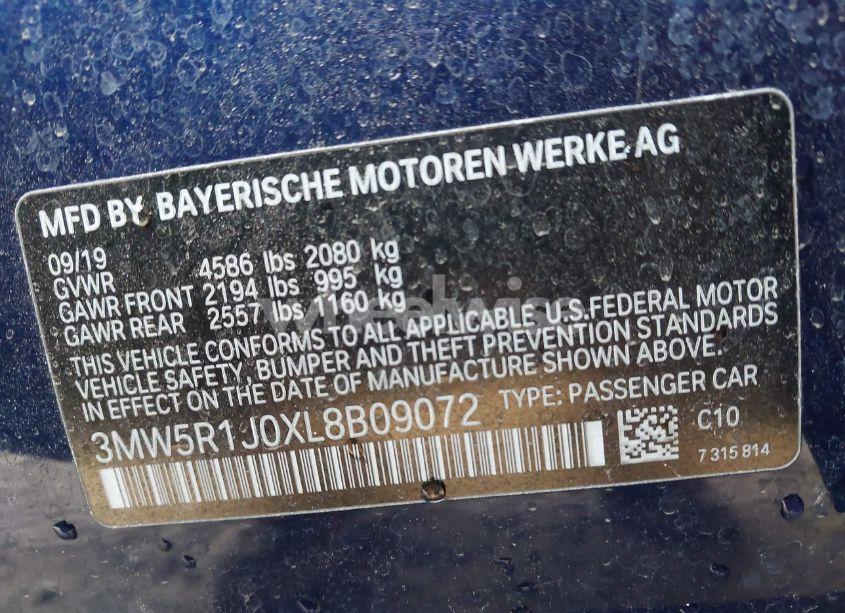 MFD BY BAYERISCHE MOTOREN WERKE AG
09/19
GVWR 4586 lbs 2080 kg
GAWR FRONT 2194 lbs 995 kg
GAWR REAR 2557 lbs 1160 kg
THIS VEHICLE CONFORMS TO ALL APPLICABLE U.S.FEDERAL MOTOR
VEHICLE SAFETY, BUMPER AND THEFT PREVENTION STANDARDS
IN EFFECT ON THE DATE OF MANUFACTURE SHOWN ABOVE.
3MW5R1J0XL8B09072 TYPE: PASSENGER CAR
C10
7 315 814